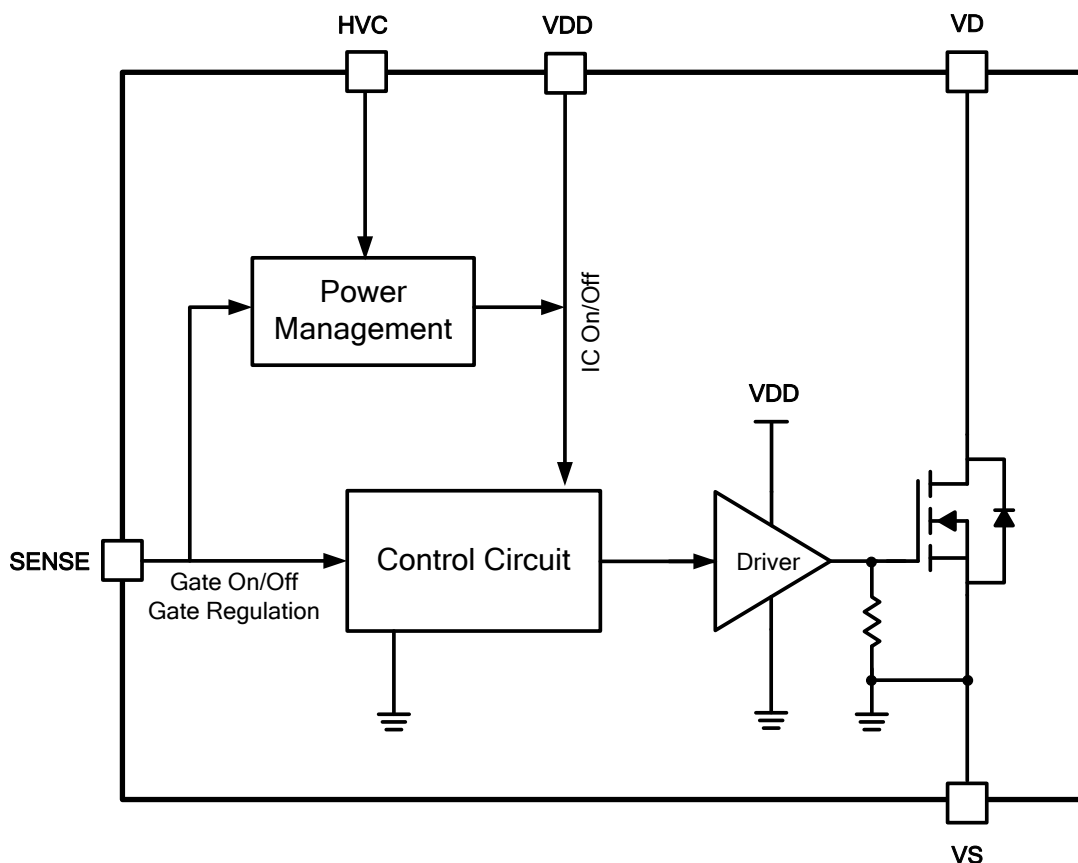 HVC
VDD
VD
Power
Management
IC On/Off
VDD
SENSE
Control Circuit
Driver
Gate On/Off
Gate Regulation
VS